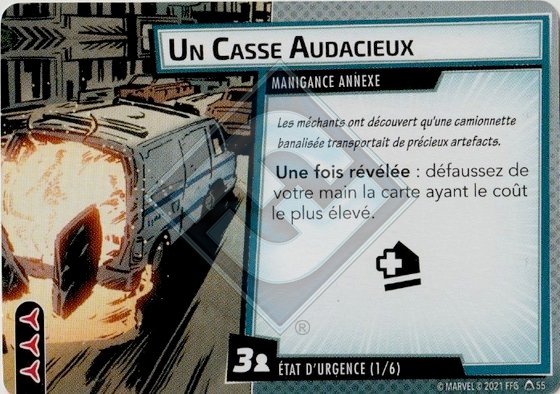 Un Casse Audacieux
MANIGANCE ANNEXE
Les méchants ont découvert qu'une camionnette
banalisée transportait de précieux artefacts.
Une fois révélée : défaussez de
votre main la carte ayant le coût
le plus élevé.
®
3
ÉTAT D'URGENCE (1/6)
© MARVEL © 2021 FFG 55